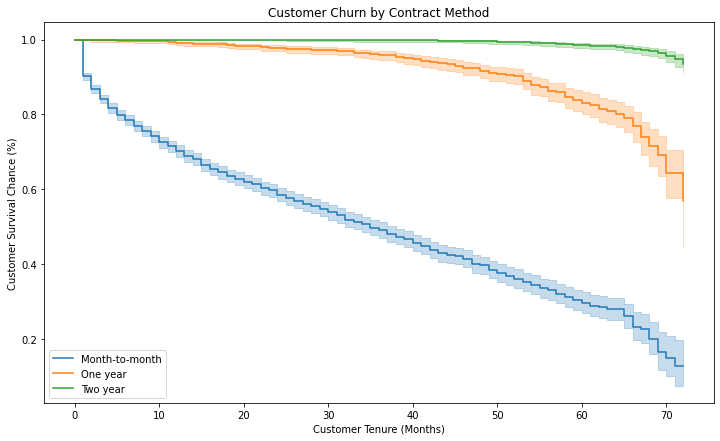 Customer Churn by Contract Method
Customer Survival Chance (%)
1.0
0.8
0.6
0.4
0.2
Month-to-month
One year
Two year
0 10 20 30 40 50 60 70
Customer Tenure (Months)